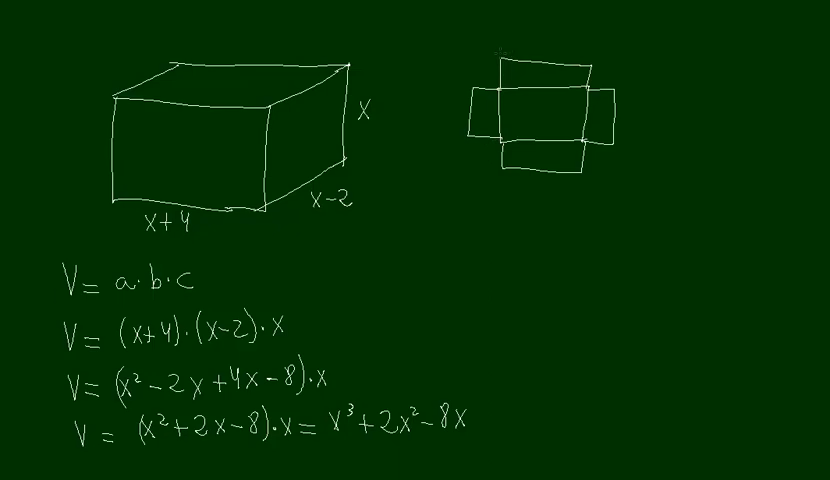 x
x-2
x+4
V = a·b·c
V = (x+4)·(x-2)·x
V = (x²-2x+4x-8)·x
V = (x²+2x-8)·x = x³+2x²-8x